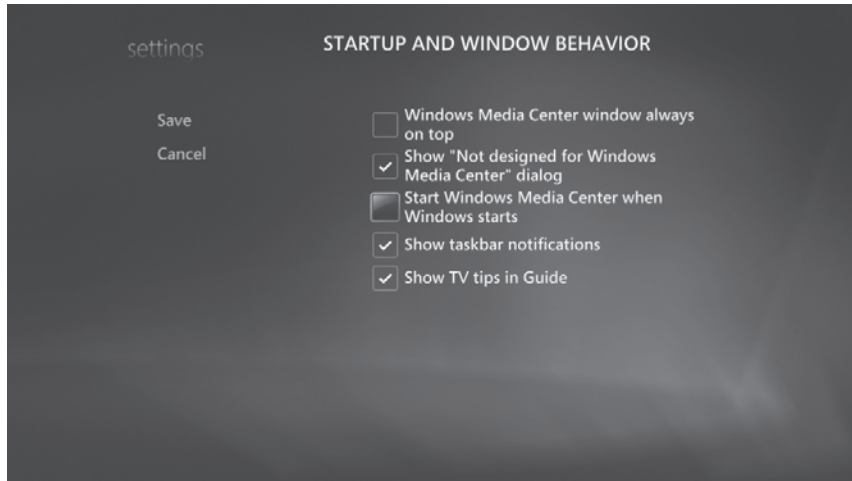 settings
STARTUP AND WINDOW BEHAVIOR
Save
Cancel
Windows Media Center window always
on top
Show "Not designed for Windows
Media Center" dialog
Start Windows Media Center when
Windows starts
Show taskbar notifications
Show TV tips in Guide